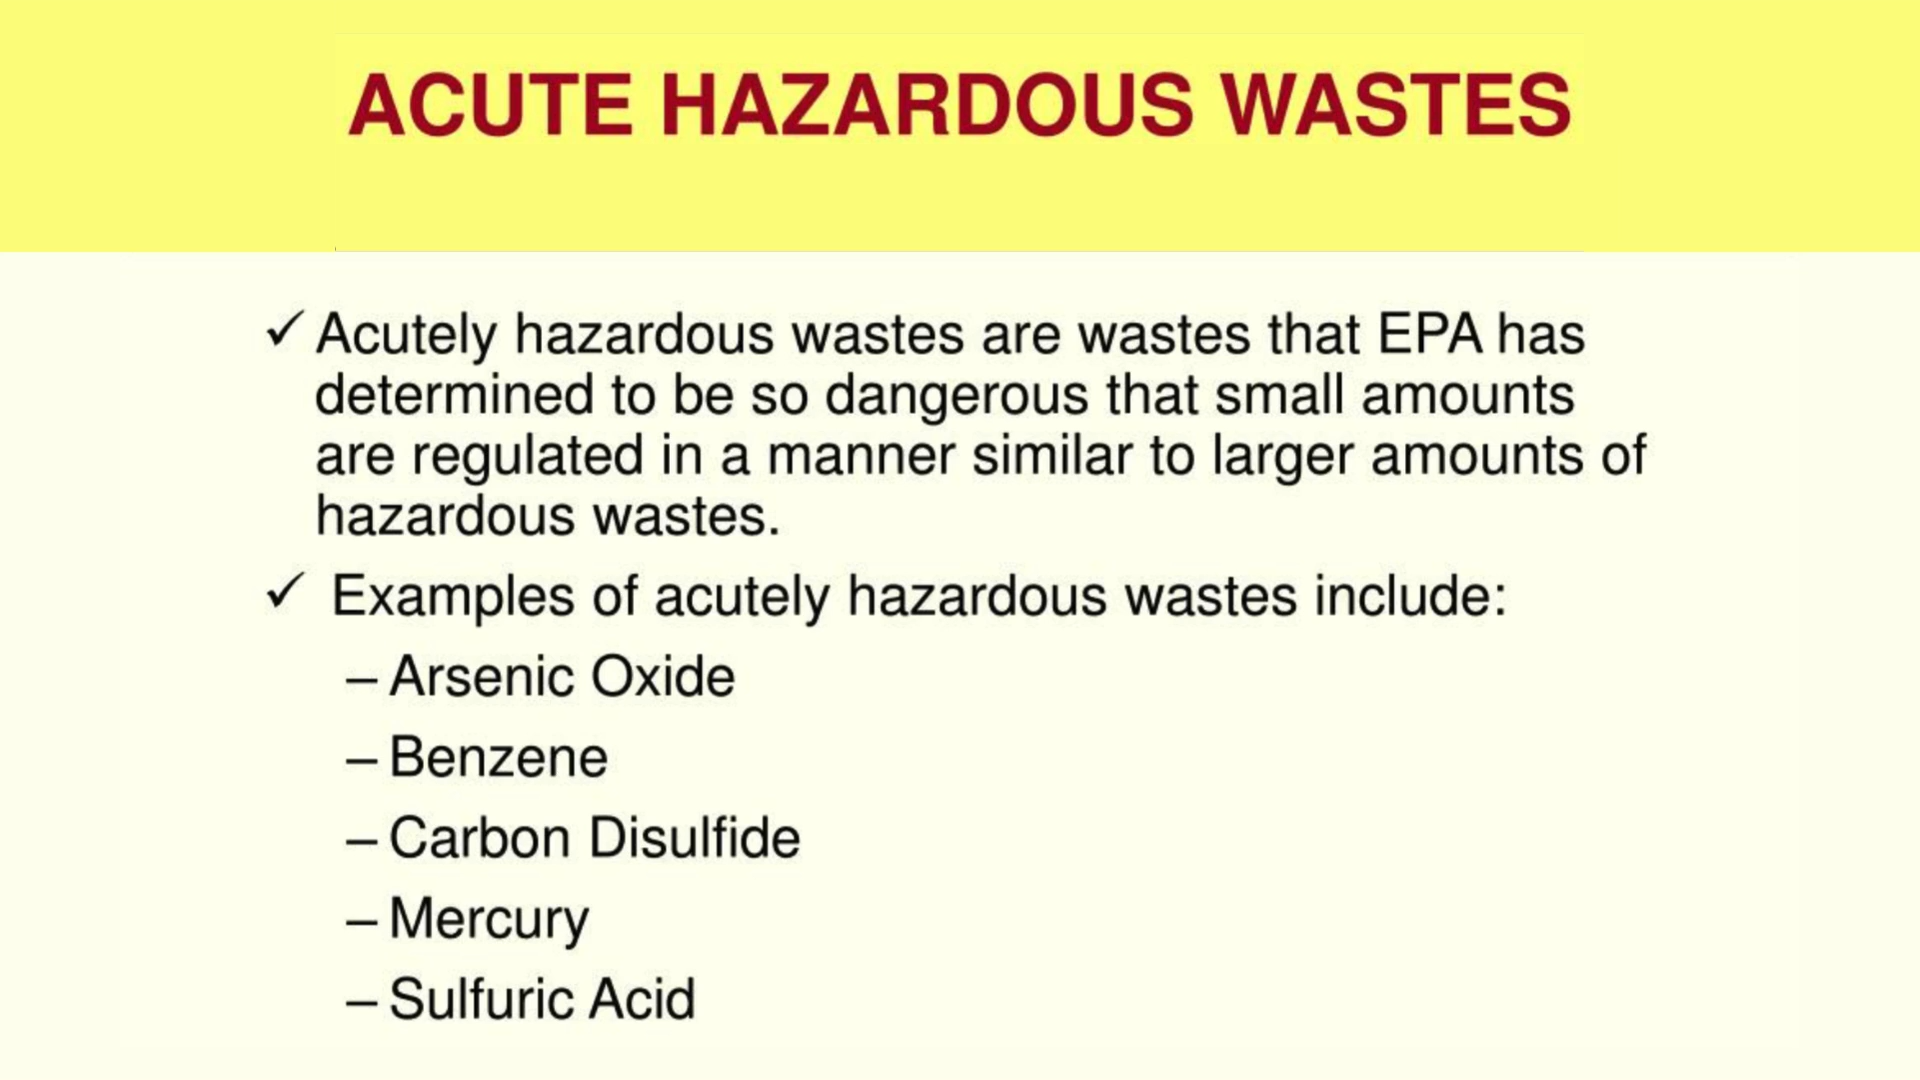 ACUTE HAZARDOUS WASTES
✓ Acutely hazardous wastes are wastes that EPA has
determined to be so dangerous that small amounts
are regulated in a manner similar to larger amounts of
hazardous wastes.
✓ Examples of acutely hazardous wastes include:
– Arsenic Oxide
– Benzene
– Carbon Disulfide
– Mercury
– Sulfuric Acid